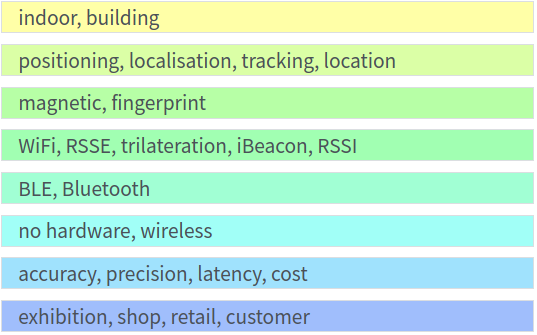 indoor, building
positioning, localisation, tracking, location
magnetic, fingerprint
WiFi, RSSE, trilateration, iBeacon, RSSI
BLE, Bluetooth
no hardware, wireless
accuracy, precision, latency, cost
exhibition, shop, retail, customer